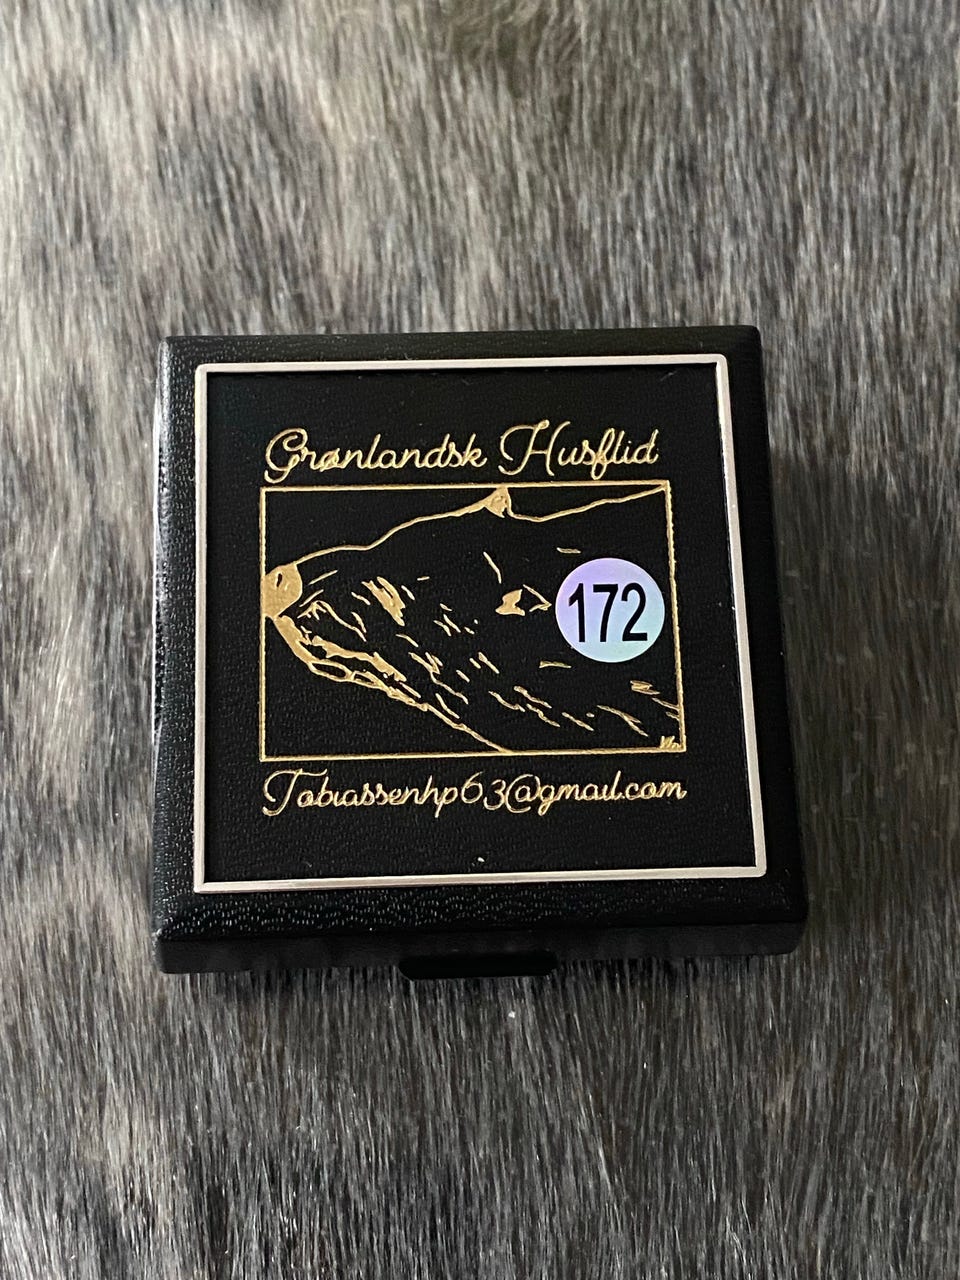 Grønlandsk Husflid
172
Tobiassenhp63@gmail.com